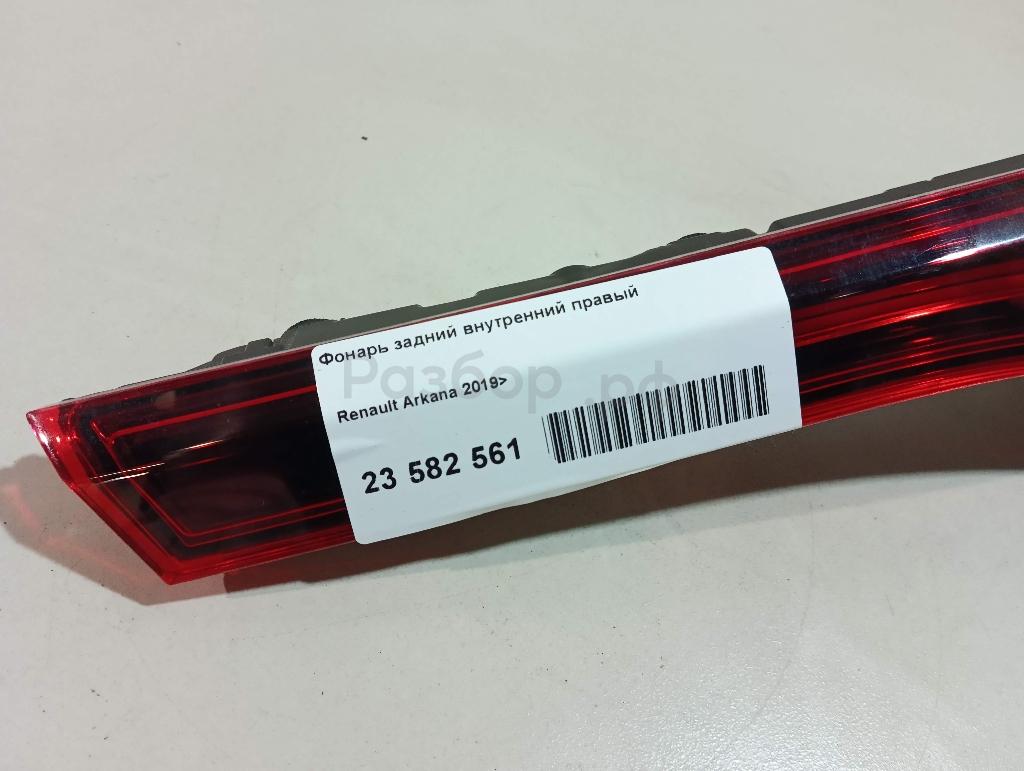 Фонарь задний внутренний правый
Разбор.рф
Renault Arkana 2019>
23 582 561